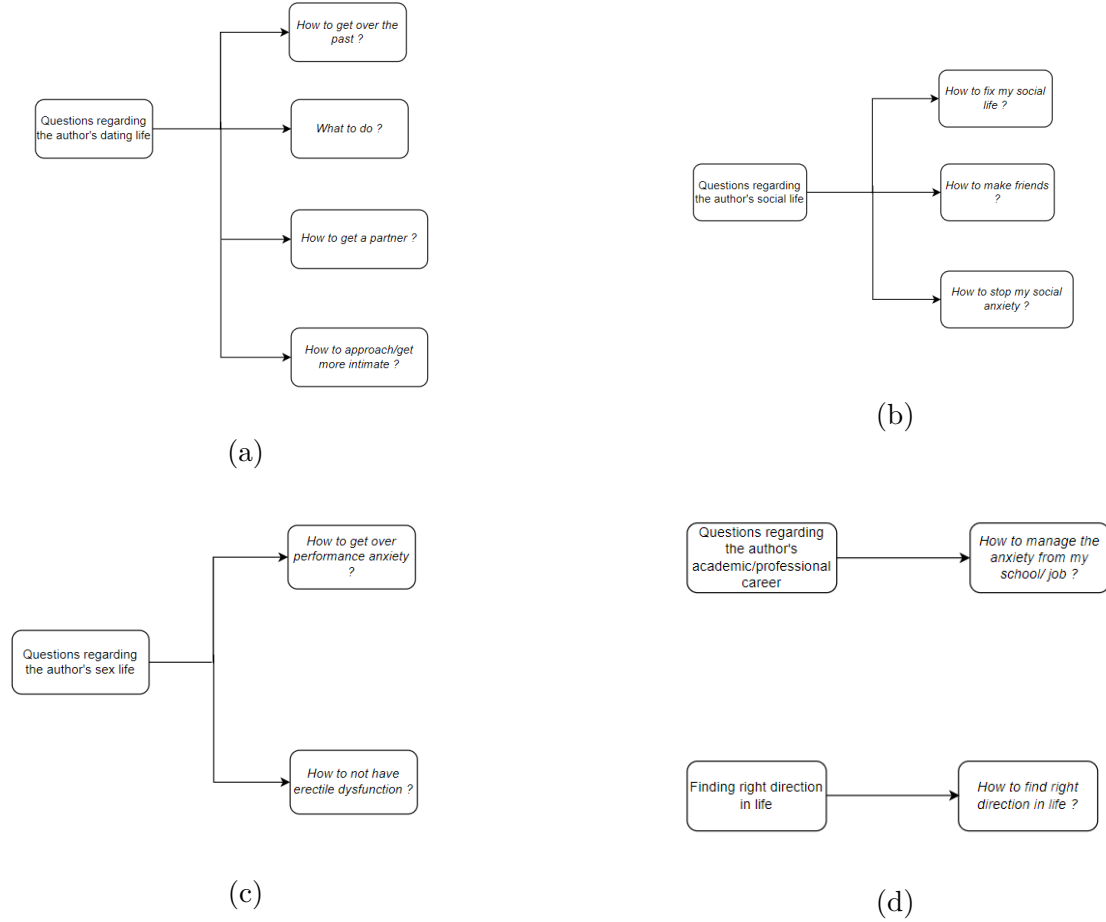 How to get over the
past ?
Questions regarding
the author's dating life
What to do ?
How to get a partner ?
How to approach/get
more intimate ?
(a)
How to fix my social
life ?
Questions regarding
the author's social life
How to make friends
?
How to stop my social
anxiety ?
(b)
How to get over
performance anxiety
?
Questions regarding
the author's sex life
How to not have
erectile dysfunction ?
(c)
Questions regarding
the author's
academic/professional
career
How to manage the
anxiety from my
school/ job ?
Finding right direction
in life
How to find right
direction in life ?
(d)